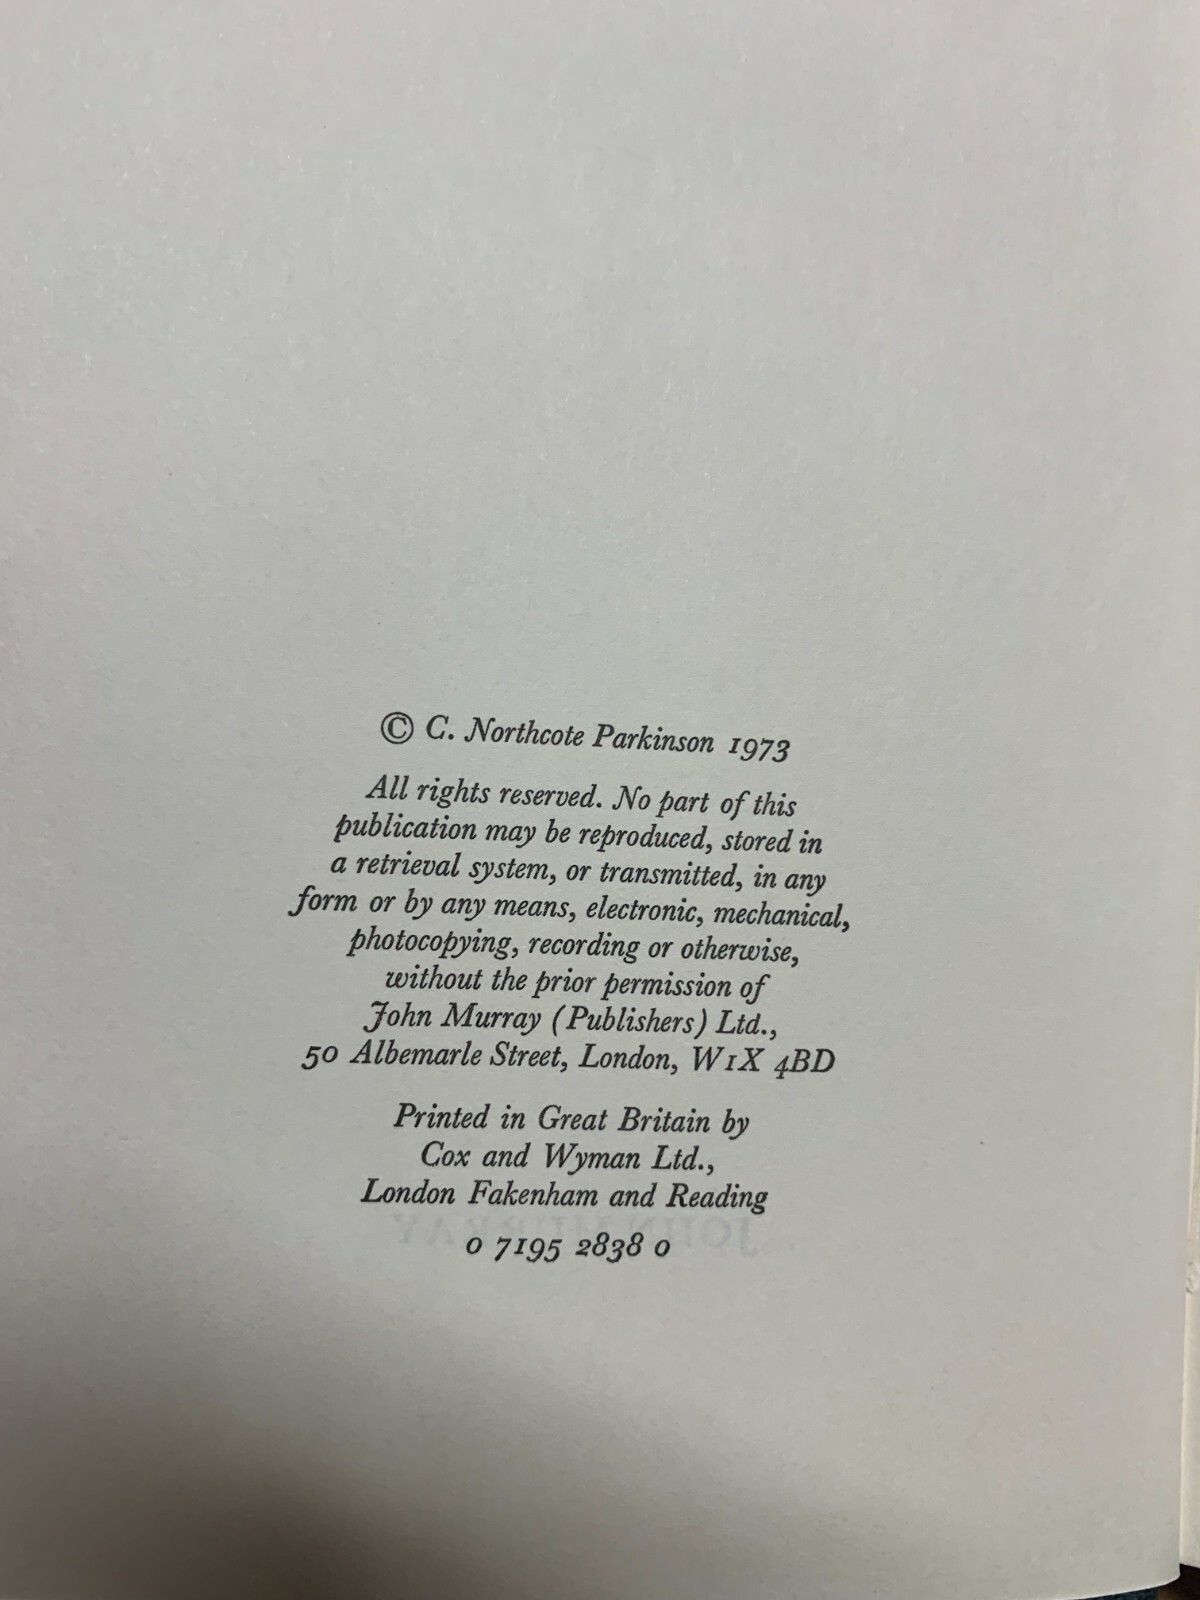 © C. Northcote Parkinson 1973
All rights reserved. No part of this
publication may be reproduced, stored in
a retrieval system, or transmitted, in any
form or by any means, electronic, mechanical,
photocopying, recording or otherwise,
without the prior permission of
John Murray (Publishers) Ltd.,
50 Albemarle Street, London, W1X 4BD
Printed in Great Britain by
Cox and Wyman Ltd.,
London Fakenham and Reading
JOHN MURRAY
0 7195 2838 0